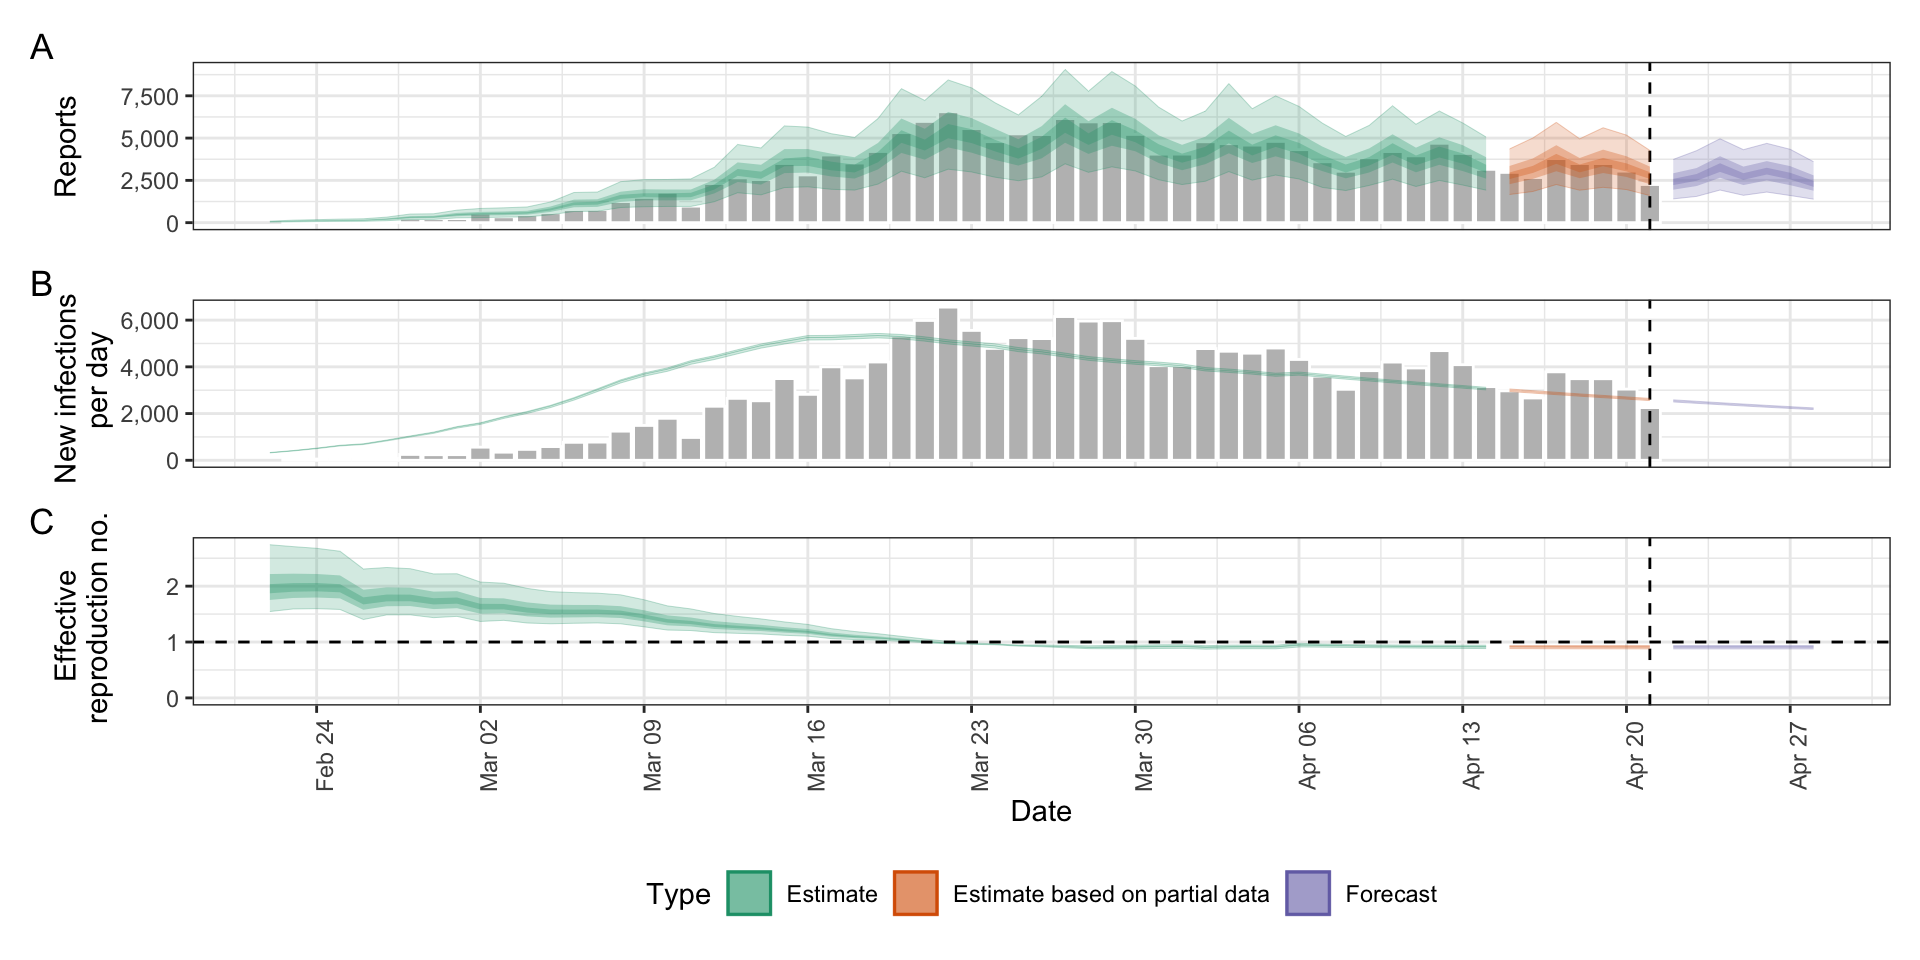 A
Reports
7,500
5,000
2,500
0
B
New infections
per day
6,000
4,000
2,000
0
C
Effective
reproduction no.
2
1
0
Feb 24
Mar 02
Mar 09
Mar 16
Mar 23
Mar 30
Apr 06
Apr 13
Apr 20
Apr 27
Date
Type
Estimate
Estimate based on partial data
Forecast